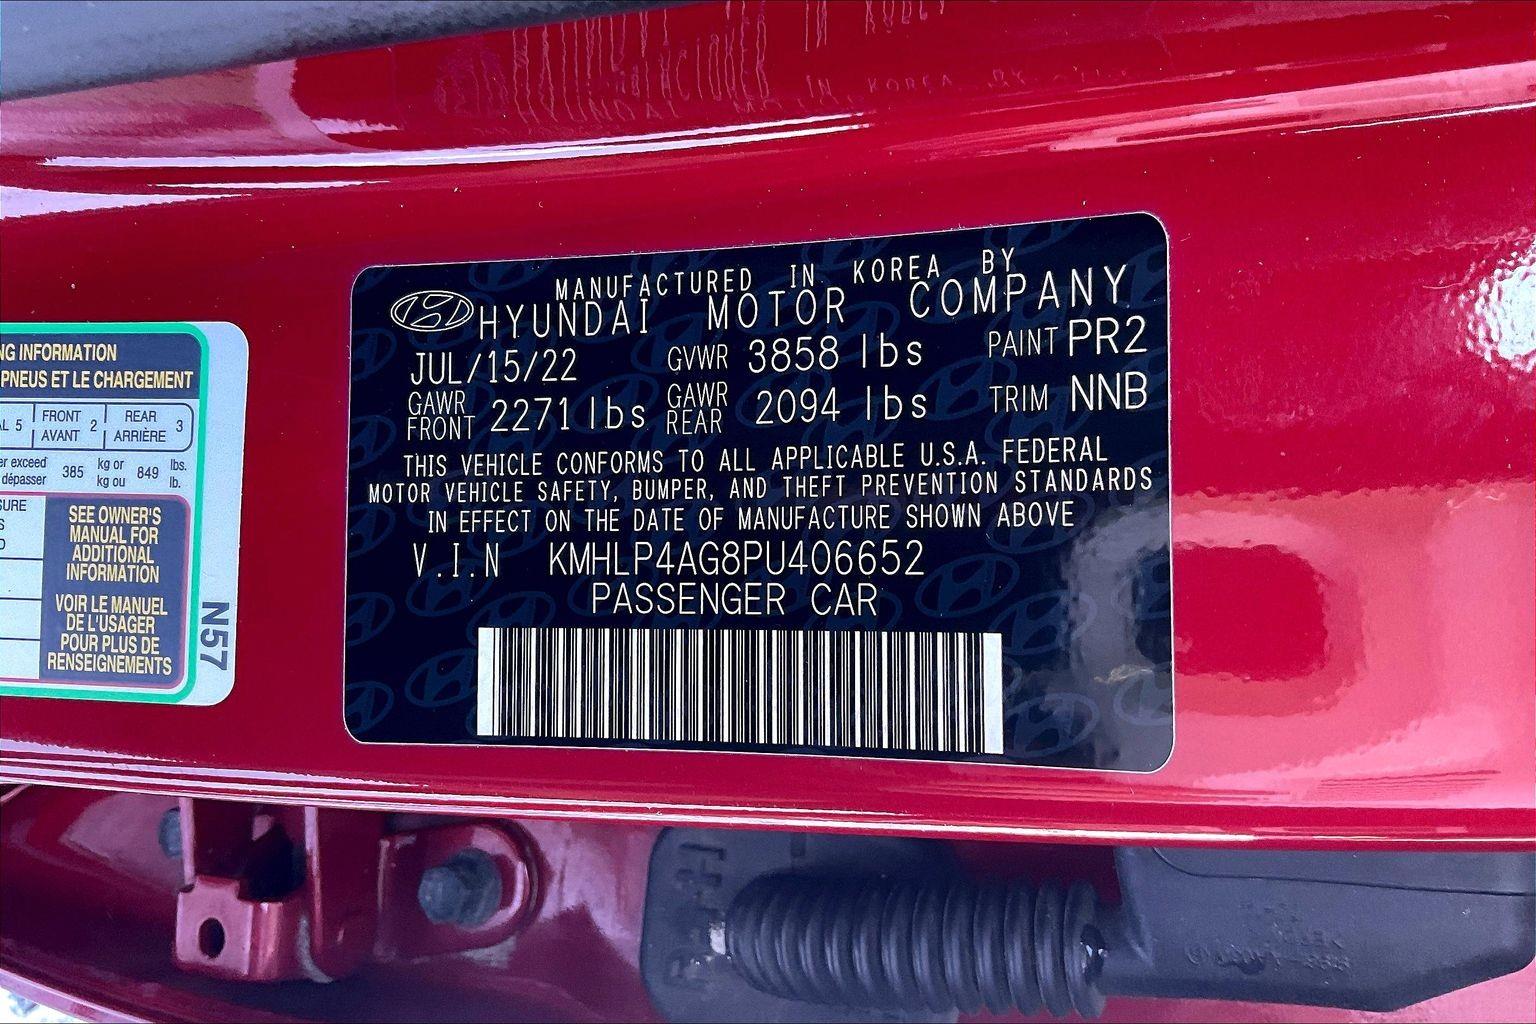 MANUFACTURED IN KOREA BY
HYUNDAI MOTOR COMPANY
JUL/15/22 GVWR 3858 lbs PAINT PR2
GAWR FRONT 2271 lbs GAWR REAR 2094 lbs TRIM NNB
THIS VEHICLE CONFORMS TO ALL APPLICABLE U.S.A. FEDERAL
MOTOR VEHICLE SAFETY, BUMPER, AND THEFT PREVENTION STANDARDS
IN EFFECT ON THE DATE OF MANUFACTURE SHOWN ABOVE
V.I.N KMHLP4AG8PU406652
PASSENGER CAR
INFORMATION
PNEUS ET LE CHARGEMENT
5 FRONT AVANT 2 REAR ARRIÈRE 3
exceed 385 kg or 849 lbs.
dépasser kg ou lb.
SEE OWNER'S
MANUAL FOR
ADDITIONAL
INFORMATION
VOIR LE MANUEL
DE L'USAGER
POUR PLUS DE
RENSEIGNEMENTS
N57